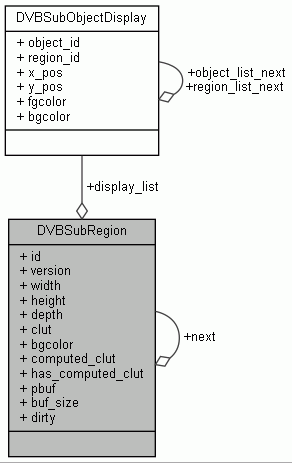 DVBSubObjectDisplay
+ object_id
+ region_id
+ x_pos
+ y_pos
+ fgcolor
+ bgcolor
+object_list_next
+region_list_next
+display_list
DVBSubRegion
+ id
+ version
+ width
+ height
+ depth
+ clut
+ bgcolor
+ computed_clut
+ has_computed_clut
+ pbuf
+ buf_size
+ dirty
+next